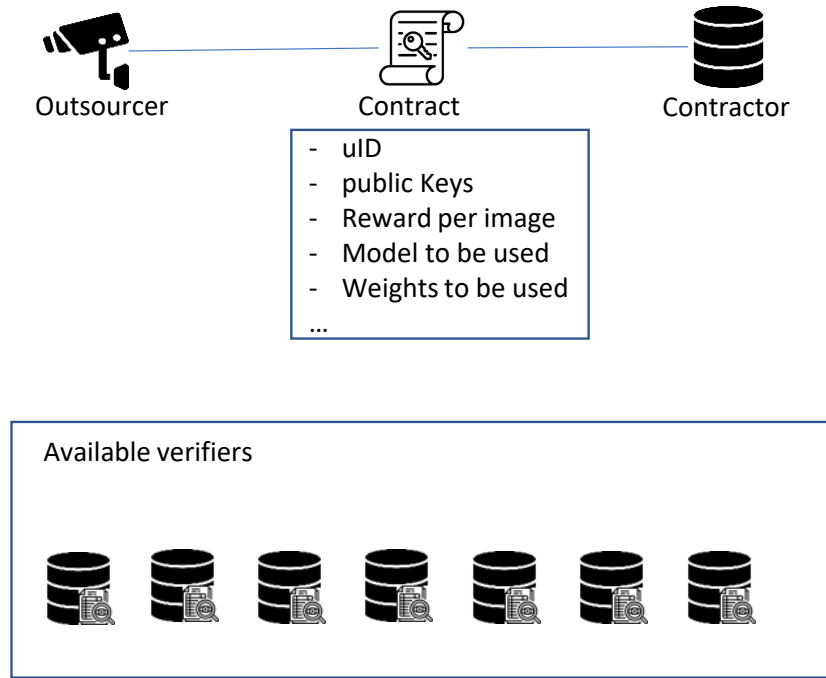 Outsourcer
Contract
Contractor
- uID
- public Keys
- Reward per image
- Model to be used
- Weights to be used
...
Available verifiers